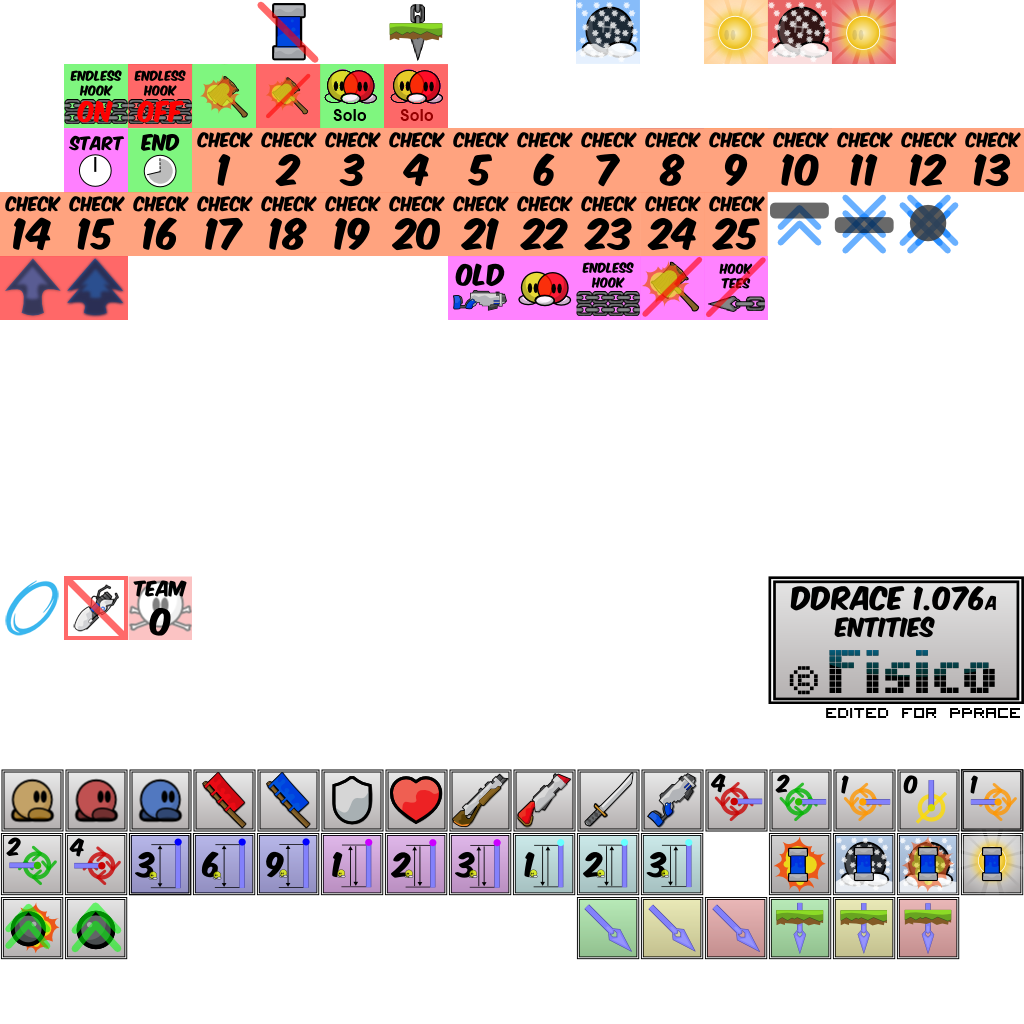 ENDLESS HOOK ON
ENDLESS HOOK OFF
Solo
Solo
START
END
CHECK 1
CHECK 2
CHECK 3
CHECK 4
CHECK 5
CHECK 6
CHECK 7
CHECK 8
CHECK 9
CHECK 10
CHECK 11
CHECK 12
CHECK 13
CHECK 14
CHECK 15
CHECK 16
CHECK 17
CHECK 18
CHECK 19
CHECK 20
CHECK 21
CHECK 22
CHECK 23
CHECK 24
CHECK 25
OLD
ENDLESS HOOK
HOOK TEES
TEAM 0
DDRACE 1.076A
ENTITIES
© Fisico
EDITED FOR PPRACE
4 2 1 0 1
2 4 3 6 9 1 2 3 1 2 3